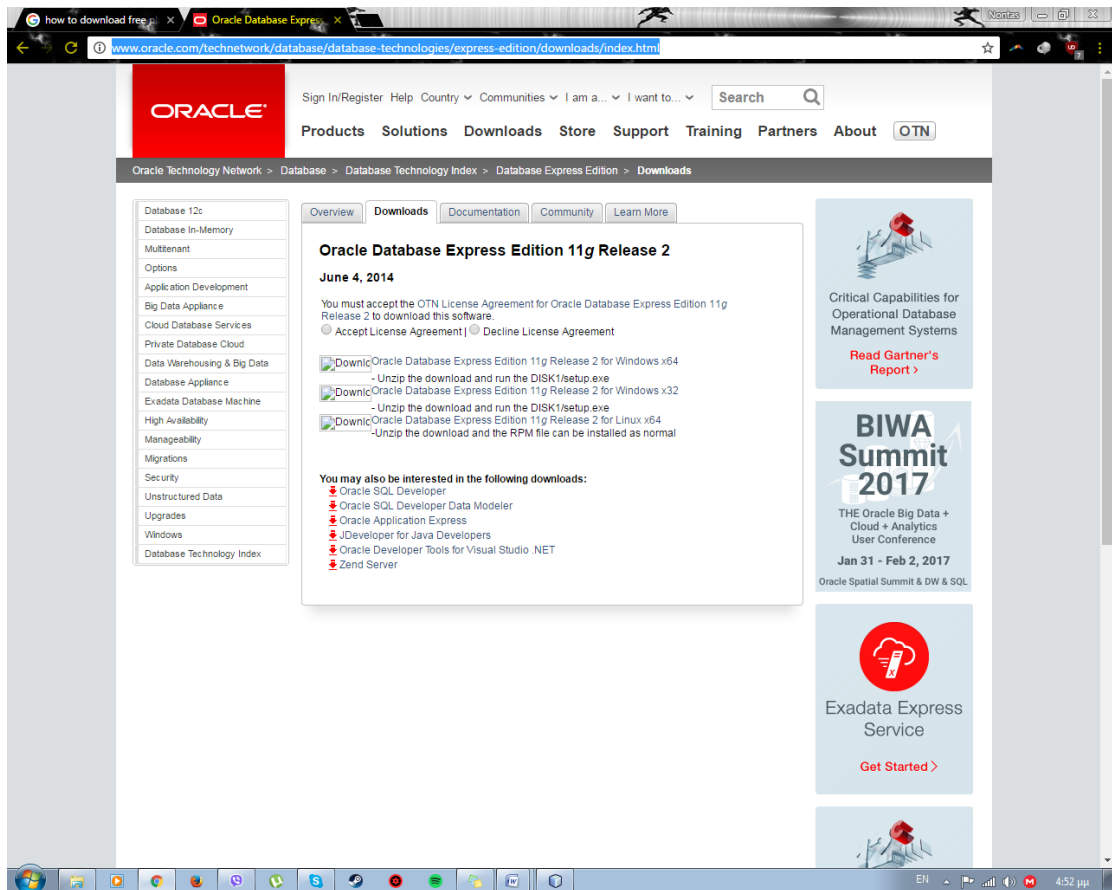 how to download free pl
Oracle Database Express
Nontas
www.oracle.com/technetwork/database/database-technologies/express-edition/downloads/index.html
ORACLE
Sign In/Register Help Country Communities I am a... I want to... Search
Products Solutions Downloads Store Support Training Partners About OTN
Oracle Technology Network > Database > Database Technology Index > Database Express Edition > Downloads
Database 12c
Database In-Memory
Multitenant
Options
Application Development
Big Data Appliance
Cloud Database Services
Private Database Cloud
Data Warehousing & Big Data
Database Appliance
Exadata Database Machine
High Availability
Manageability
Migrations
Security
Unstructured Data
Upgrades
Windows
Database Technology Index
Overview Downloads Documentation Community Learn More
Oracle Database Express Edition 11g Release 2
June 4, 2014
You must accept the OTN License Agreement for Oracle Database Express Edition 11g
Release 2 to download this software.
Accept License Agreement | Decline License Agreement
Downlc Oracle Database Express Edition 11g Release 2 for Windows x64
- Unzip the download and run the DISK1/setup.exe
Downlc Oracle Database Express Edition 11g Release 2 for Windows x32
- Unzip the download and run the DISK1/setup.exe
Downlc Oracle Database Express Edition 11g Release 2 for Linux x64
-Unzip the download and the RPM file can be installed as normal
You may also be interested in the following downloads:
Oracle SQL Developer
Oracle SQL Developer Data Modeler
Oracle Application Express
JDeveloper for Java Developers
Oracle Developer Tools for Visual Studio .NET
Zend Server
Critical Capabilities for
Operational Database
Management Systems
Read Gartner's
Report >
BIWA
Summit
2017
THE Oracle Big Data +
Cloud + Analytics
User Conference
Jan 31 - Feb 2, 2017
Oracle Spatial Summit & DW & SQL
Exadata Express
Service
Get Started >
EN 4:52 μμ